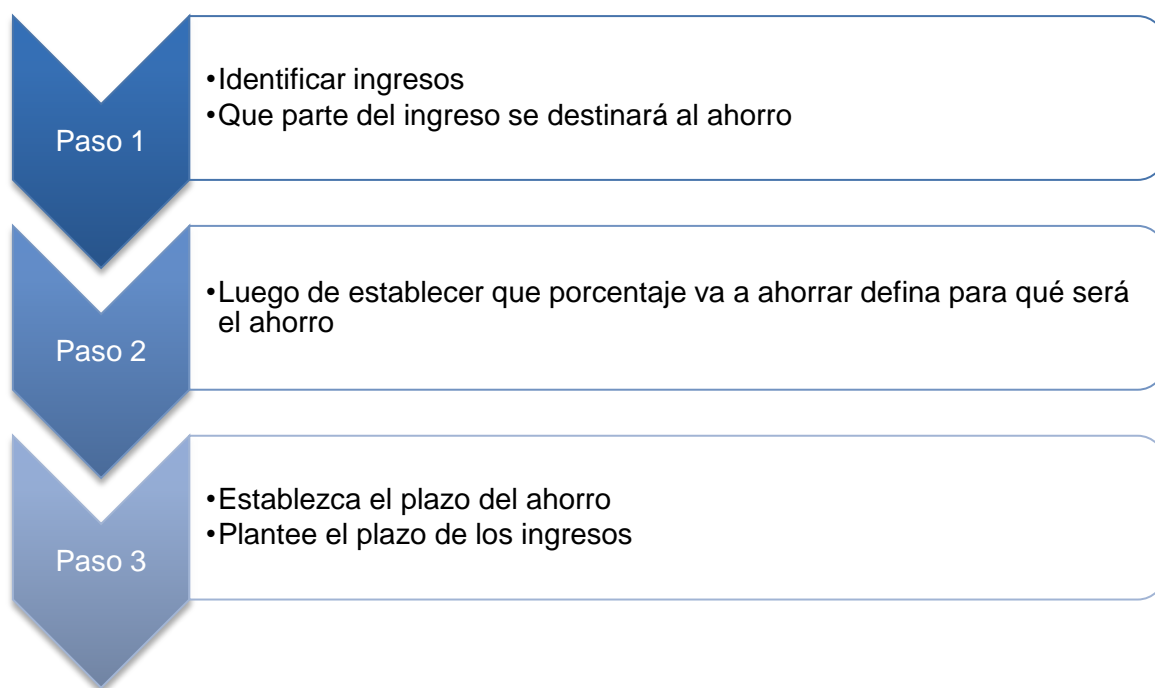 Paso 1
•Identificar ingresos
•Que parte del ingreso se destinará al ahorro
Paso 2
•Luego de establecer que porcentaje va a ahorrar defina para qué será
el ahorro
Paso 3
•Establezca el plazo del ahorro
•Plantee el plazo de los ingresos